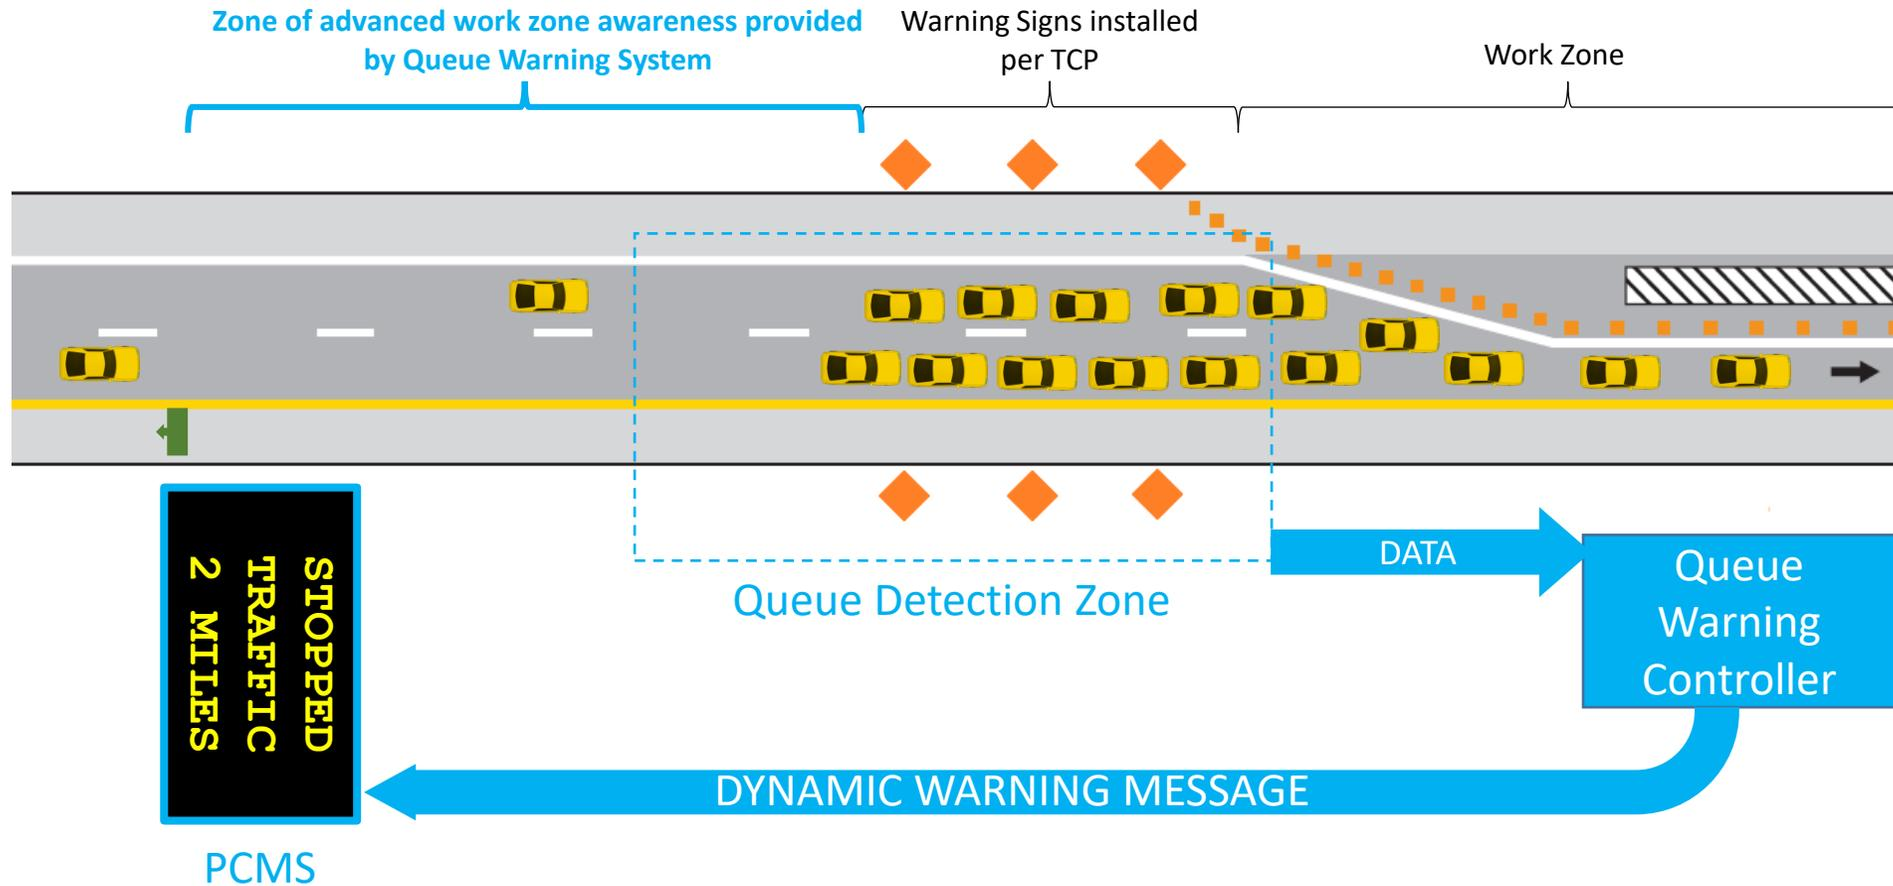 Zone of advanced work zone awareness provided
by Queue Warning System
Warning Signs installed
per TCP
Work Zone
STOPPED
TRAFFIC
2 MILES
PCMS
Queue Detection Zone
DATA
Queue
Warning
Controller
DYNAMIC WARNING MESSAGE